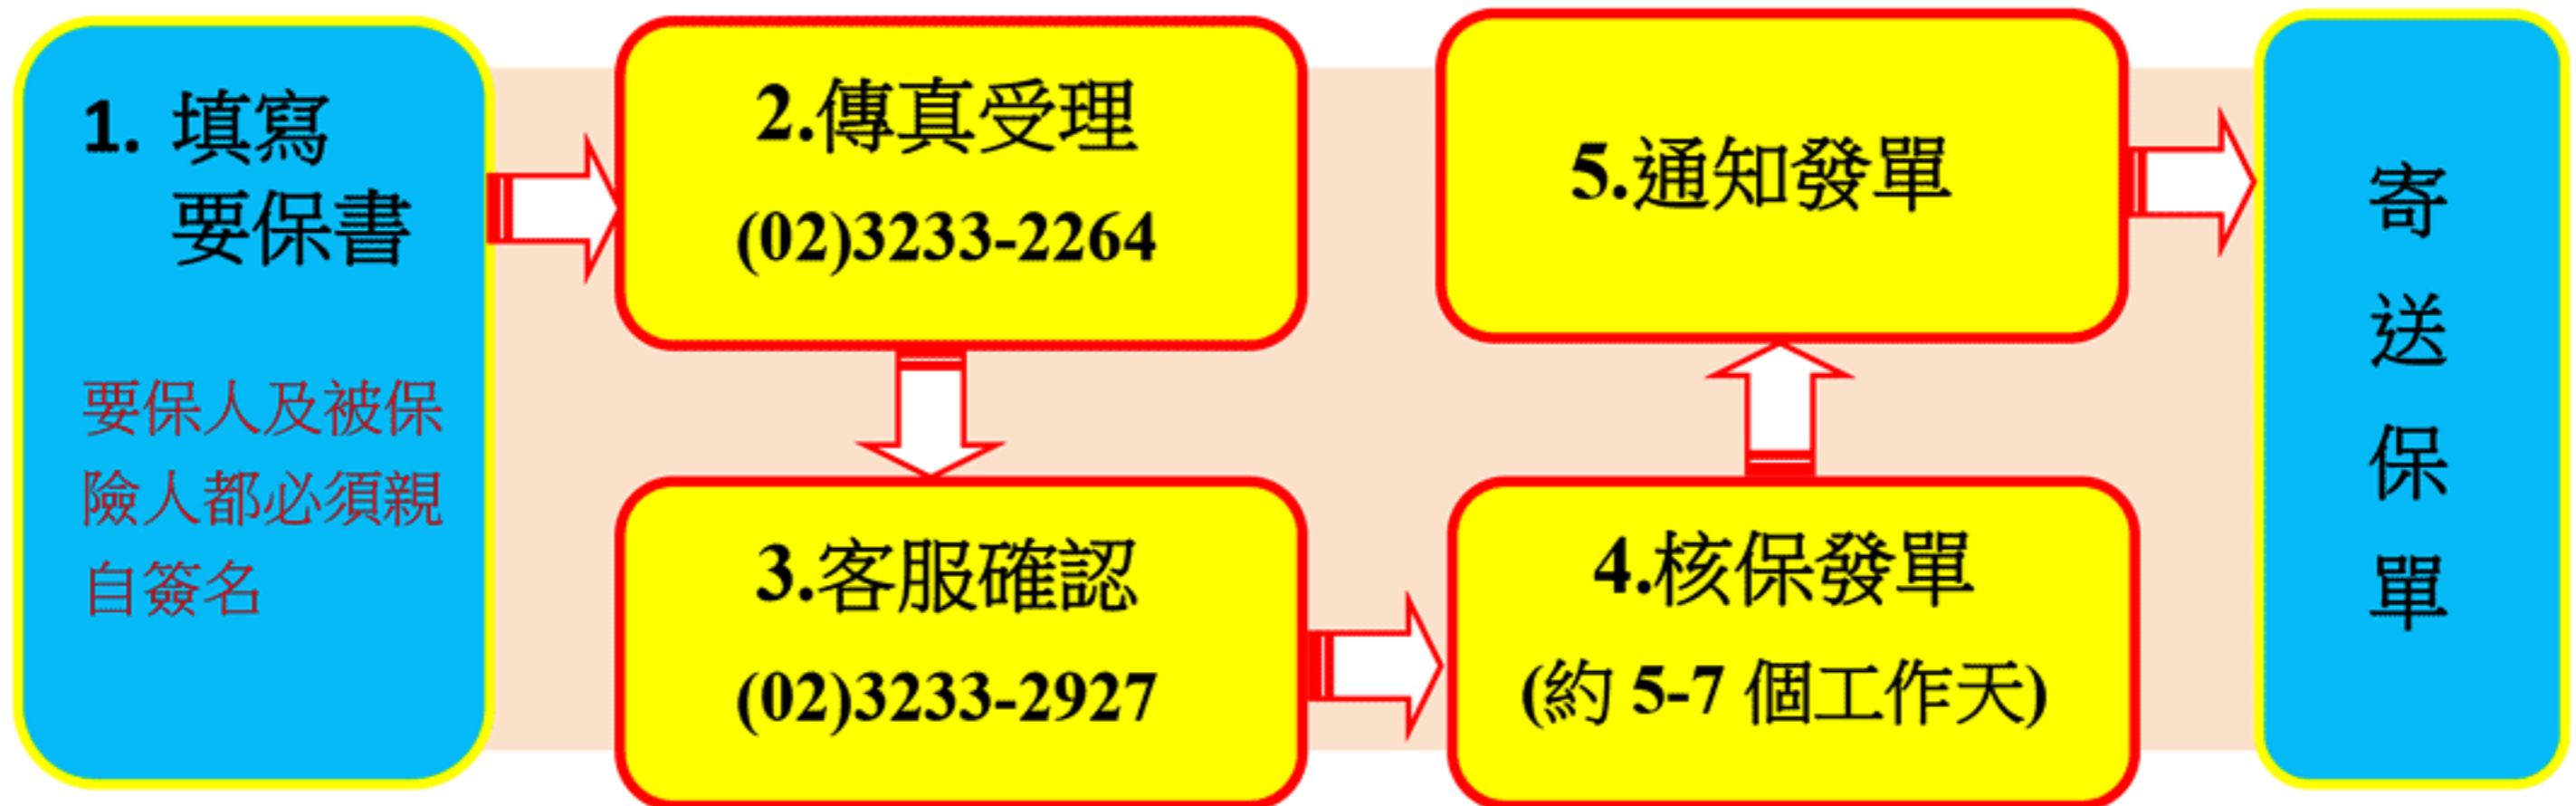 1. 填寫
要保書
要保人及被保
險人都必須親
自簽名
2.傳真受理
(02)3233-2264
3.客服確認
(02)3233-2927
4.核保發單
(約 5-7 個工作天)
5.通知發單
寄
送
保
單